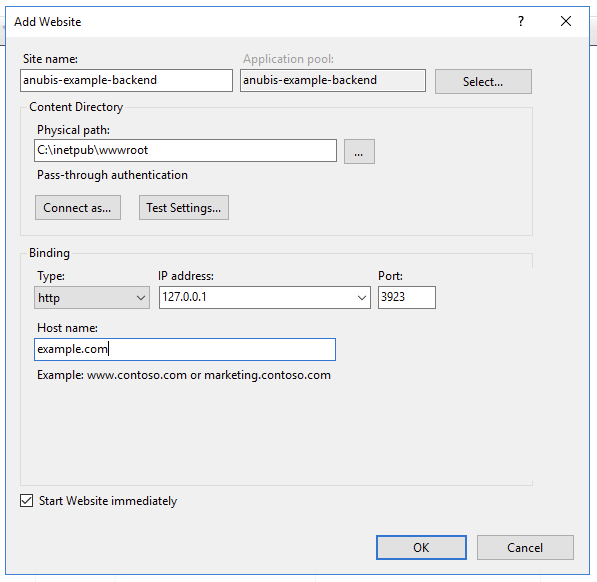 Add Website
?
Site name:
Application pool:
anubis-example-backend
anubis-example-backend
Select...
Content Directory
Physical path:
C:\inetpub\wwwroot
...
Pass-through authentication
Connect as...
Test Settings...
Binding
Type:
IP address:
Port:
http
127.0.0.1
3923
Host name:
example.com
Example: www.contoso.com or marketing.contoso.com
Start Website immediately
OK
Cancel